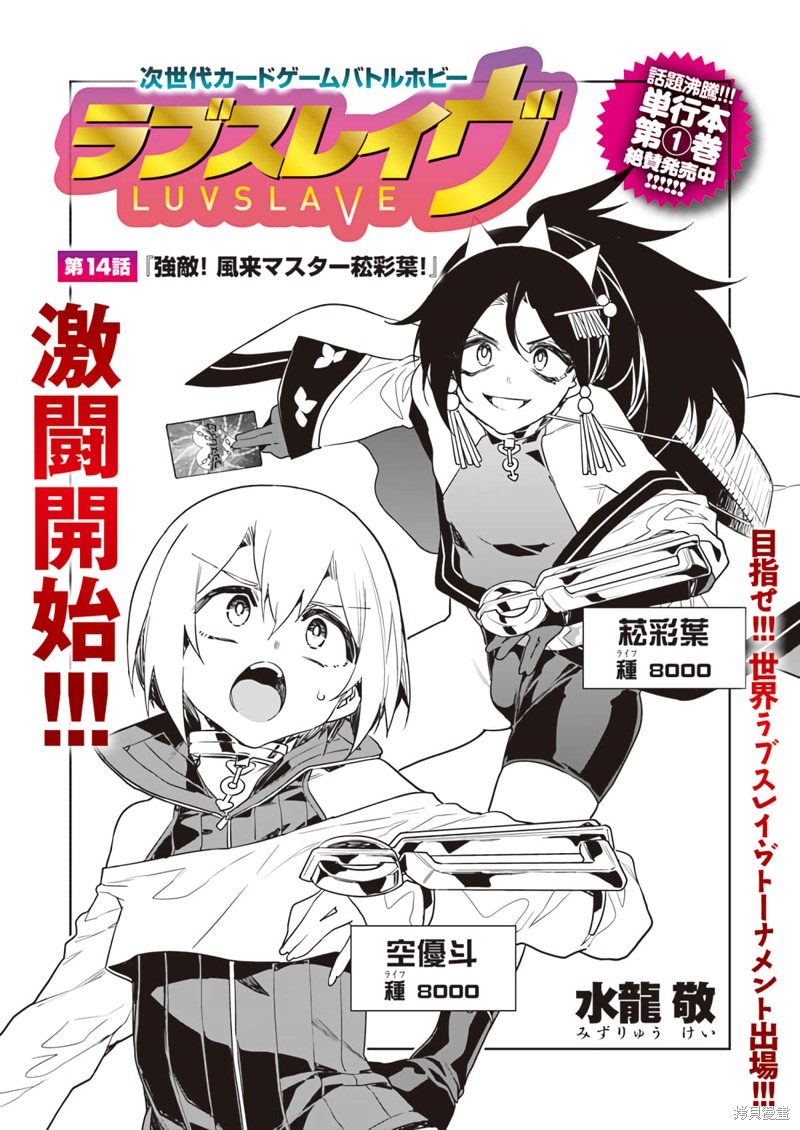 次世代カードゲームバトルホビー
ラブスレイヴ
LUVSLAVE
話題沸騰!!!
単行本
第①巻
絶賛発売中
!!!!!!
第14話
『強敵! 風来マスター菘彩葉!』
激闘開始!!!
目指せ!!! 世界ラブスレイヴトーナメント出場!!!
菘彩葉
ライフ
種 8000
空優斗
ライフ
種 8000
水龍 敬
みずりゅう けい
拷貝漫畫